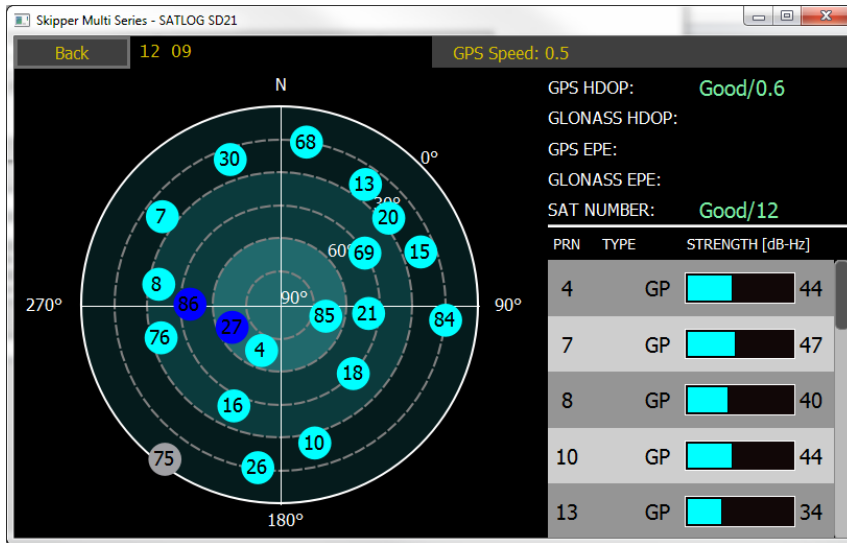 Skipper Multi Series - SATLOG SD21
Back 12 09 GPS Speed: 0.5
N
GPS HDOP: Good/0.6
GLONASS HDOP:
GPS EPE:
GLONASS EPE:
SAT NUMBER: Good/12
PRN TYPE STRENGTH [dB-Hz]
4 GP 44
7 GP 47
8 GP 40
10 GP 44
13 GP 34
68
30
0°
13
30°
7
20
69
15
60°
8
86
90°
270°
90°
85
21
84
27
76
4
18
16
10
75
26
180°